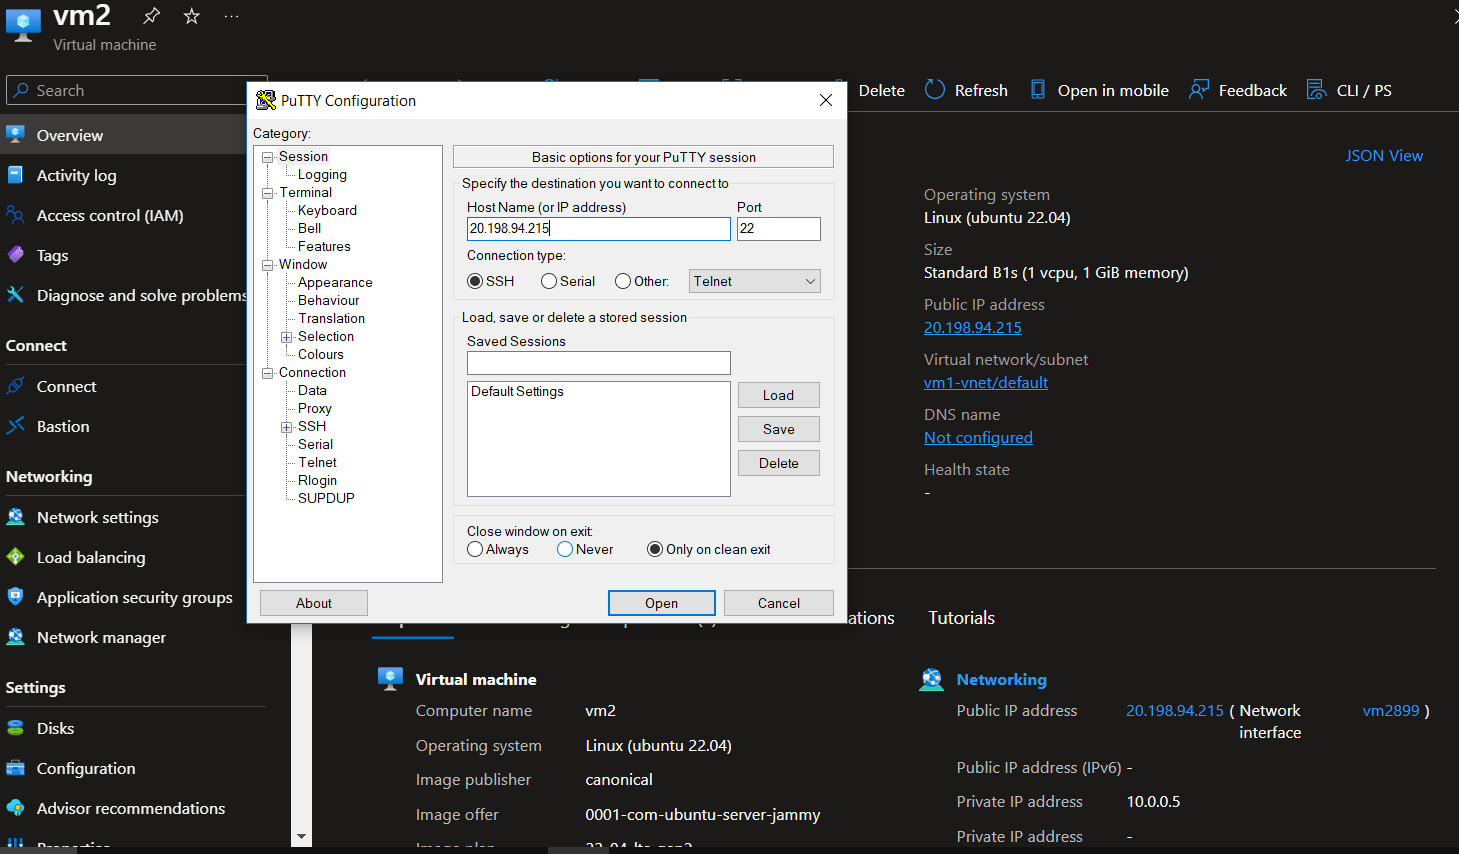 vm2
Virtual machine
Search
Overview
Activity log
Access control (IAM)
Tags
Diagnose and solve problems
Connect
Connect
Bastion
Networking
Network settings
Load balancing
Application security groups
Network manager
Settings
Disks
Configuration
Advisor recommendations
Properties
PuTTY Configuration
Category:
Session
Logging
Terminal
Keyboard
Bell
Features
Window
Appearance
Behaviour
Translation
Selection
Colours
Connection
Data
Proxy
SSH
Serial
Telnet
Rlogin
SUPDUP
Basic options for your PuTTY session
Specify the destination you want to connect to
Host Name (or IP address) Port
20.198.94.215 22
Connection type:
SSH Serial Other: Telnet
Load, save or delete a stored session
Saved Sessions
Default Settings
Load
Save
Delete
Close window on exit:
Always Never Only on clean exit
About Open Cancel
Delete Refresh Open in mobile Feedback CLI / PS
JSON View
Operating system
Linux (ubuntu 22.04)
Size
Standard B1s (1 vcpu, 1 GiB memory)
Public IP address
20.198.94.215
Virtual network/subnet
vm1-vnet/default
DNS name
Not configured
Health state
-
ations Tutorials
Virtual machine
Computer name vm2
Operating system Linux (ubuntu 22.04)
Image publisher canonical
Image offer 0001-com-ubuntu-server-jammy
Image plan 22_04-lts-gen2
Networking
Public IP address 20.198.94.215 ( Network interface vm2899 )
Public IP address (IPv6) -
Private IP address 10.0.0.5
Private IP address -